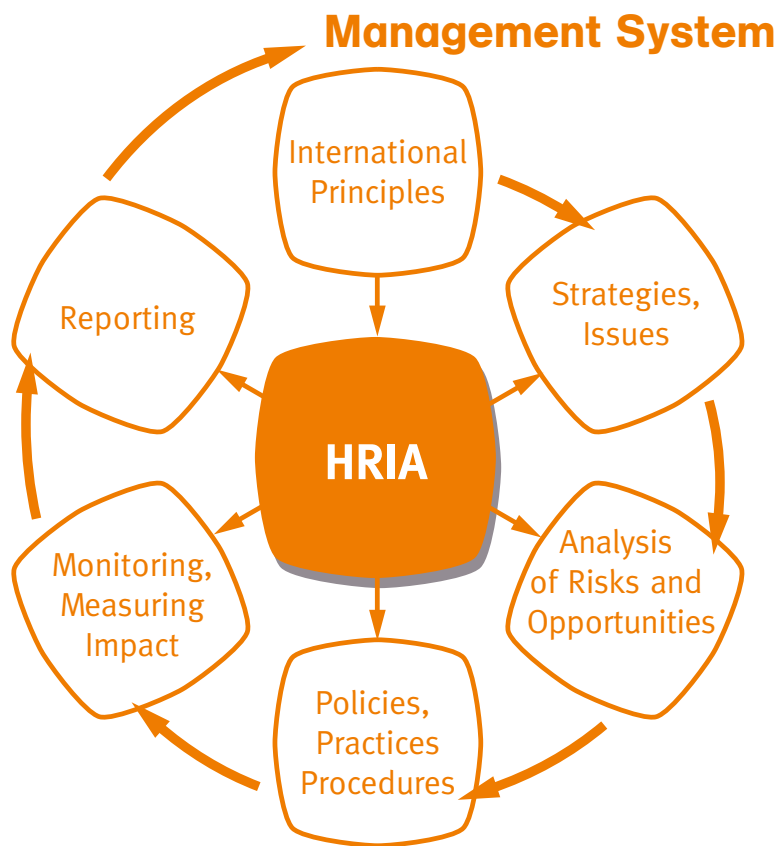 Management System
International
Principles
Strategies,
Issues
Analysis
of Risks and
Opportunities
Policies,
Practices
Procedures
Monitoring,
Measuring
Impact
Reporting
HRIA